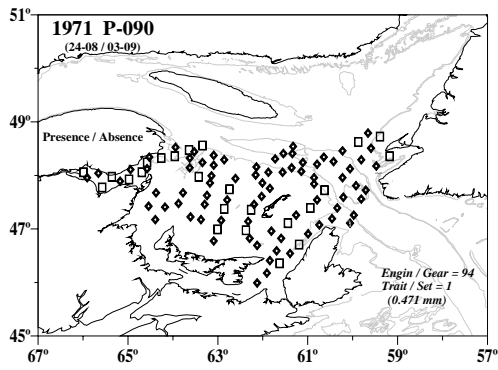 51º
1971 P-090
(24-08 / 03-09)
49º
Presence / Absence
47º
Engin / Gear = 94
Trait / Set = 1
(0.471 mm)
45º
67º 65º 63º 61º 59º 57º